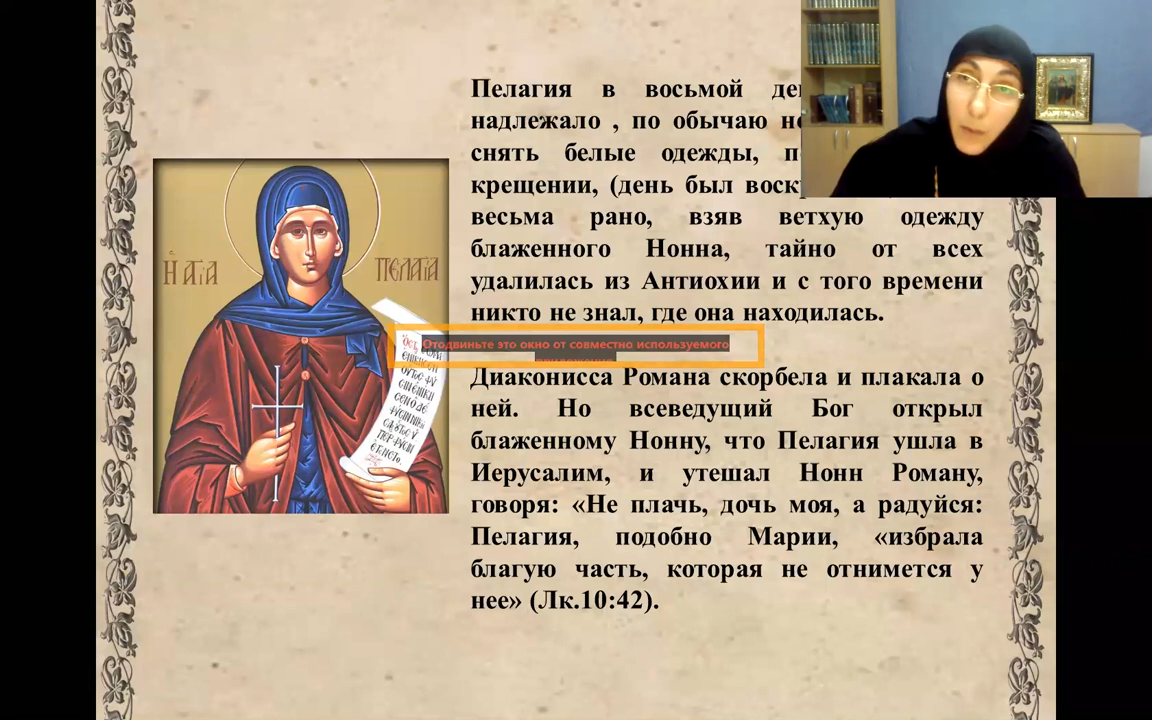 Пелагия в восьмой
надлежало , по обычаю
снять белые одежды,
крещении, (день был
весьма рано, взяв ветхую одежду
блаженного Нонна, тайно от всех
удалилась из Антиохии и с того времени
никто не знал, где она находилась.
Отодвиньте это окно от совместно используемого
Диаконисса Романа скорбела и плакала о
ней. Но всеведущий Бог открыл
блаженному Нонну, что Пелагия ушла в
Иерусалим, и утешал Нонн Роману,
говоря: «Не плачь, дочь моя, а радуйся:
Пелагия, подобно Марии, «избрала
благую часть, которая не отнимется у
нее» (Лк.10:42).